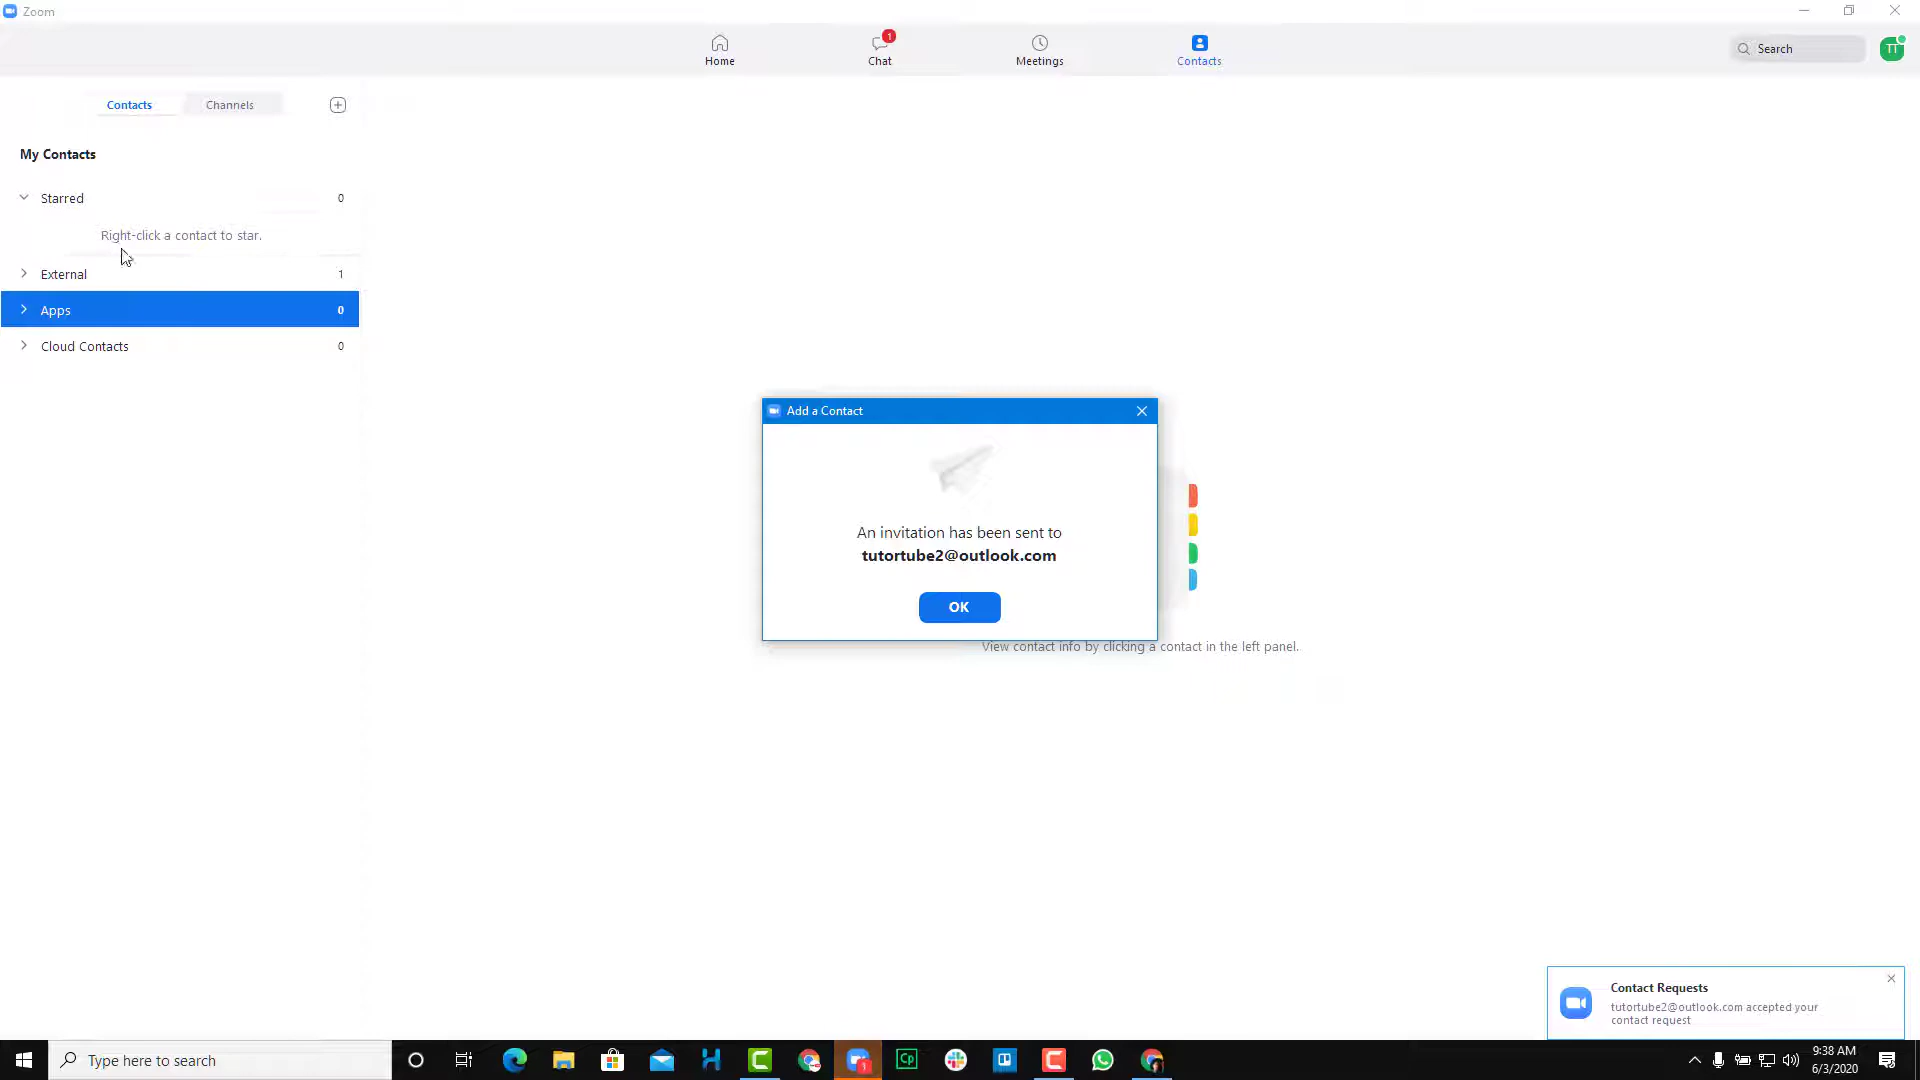 Zoom
Home
1
Chat
Meetings
Contacts
Search
TT
Contacts
Channels
My Contacts
Starred 0
Right-click a contact to star.
External 1
Apps 0
Cloud Contacts 0
Add a Contact
An invitation has been sent to
tutortube2@outlook.com
OK
View contact info by clicking a contact in the left panel.
Contact Requests
tutortube2@outlook.com accepted your
contact request
Type here to search
1
Cp
9:38 AM
6/3/2020